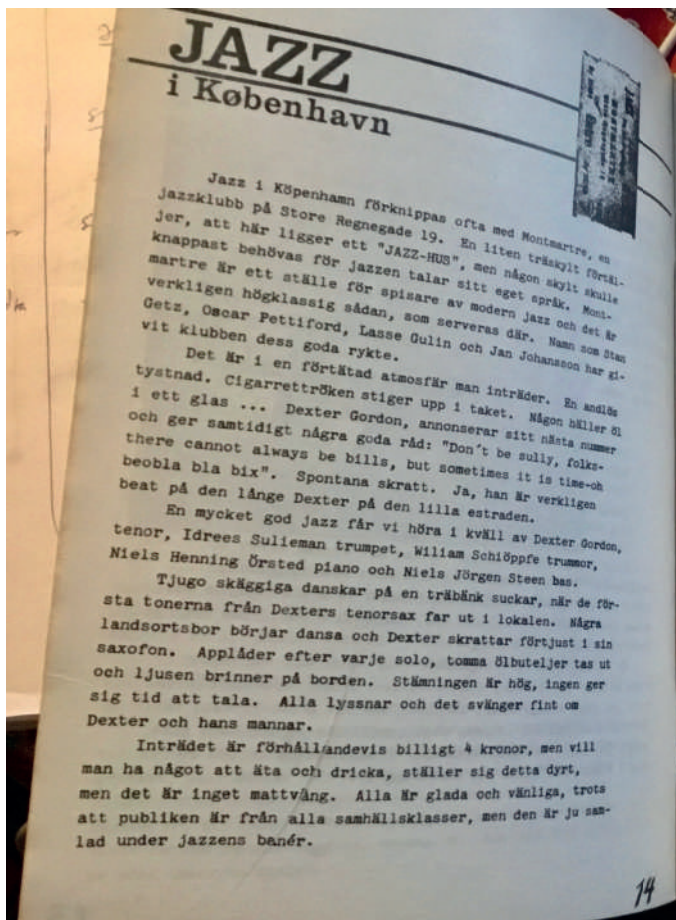 JAZZ
i København
Jazz i Köpenhamn förknippas ofta med Montmartre, en
jazzklubb på Store Regnegade 19. En liten träskylt förtäl-
jer, att här ligger ett "JAZZ-HUS", men någon skylt skulle
knappast behövas för jazzen talar sitt eget språk. Mont-
martre är ett ställe för spisare av modern jazz och det är
verkligen högklassig sådan, som serveras där. Namn som Stan
Getz, Oscar Pettiford, Lasse Gulin och Jan Johansson har gi-
vit klubben dess goda rykte.
Det är i en förtätad atmosfär man inträder. En andlös
tystnad. Cigarrettröken stiger upp i taket. Någon häller öl
i ett glas ... Dexter Gordon, annonserar sitt nästa nummer
och ger samtidigt några goda råd: "Don't be sully, folks-
there cannot always be bills, but sometimes it is time-oh
beobla bla bix". Spontana skratt. Ja, han är verkligen
beat på den långe Dexter på den lilla estraden.
En mycket god jazz får vi höra i kväll av Dexter Gordon,
tenor, Idrees Sulieman trumpet, William Schiöppfe trummor,
Niels Henning Örsted piano och Niels Jörgen Steen bas.
Tjugo skäggiga danskar på en träbänk suckar, när de för-
sta tonerna från Dexters tenorsax far ut i lokalen. Några
landsortsbor börjar dansa och Dexter skrattar förtjust i sin
saxofon. Applåder efter varje solo, tomma ölbuteljer tas ut
och ljusen brinner på borden. Stämningen är hög, ingen ger
sig tid att tala. Alla lyssnar och det svänger fint om
Dexter och hans mannar.
Inträdet är förhållandevis billigt 4 kronor, men vill
man ha något att äta och dricka, ställer sig detta dyrt,
men det är inget mattvång. Alla är glada och vänliga, trots
att publiken är från alla samhällsklasser, men den är ju sam-
lad under jazzens banér.
14